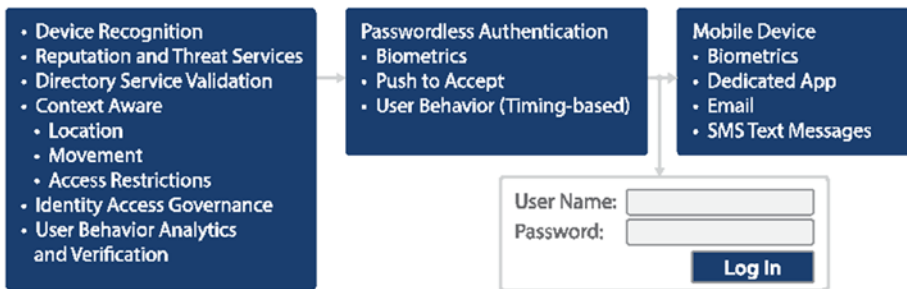 • Device Recognition
• Reputation and Threat Services
• Directory Service Validation
• Context Aware
• Location
• Movement
• Access Restrictions
• Identity Access Governance
• User Behavior Analytics
and Verification
Passwordless Authentication
• Biometrics
• Push to Accept
• User Behavior (Timing-based)
Mobile Device
• Biometrics
• Dedicated App
• Email
• SMS Text Messages
User Name:
Password:
Log In